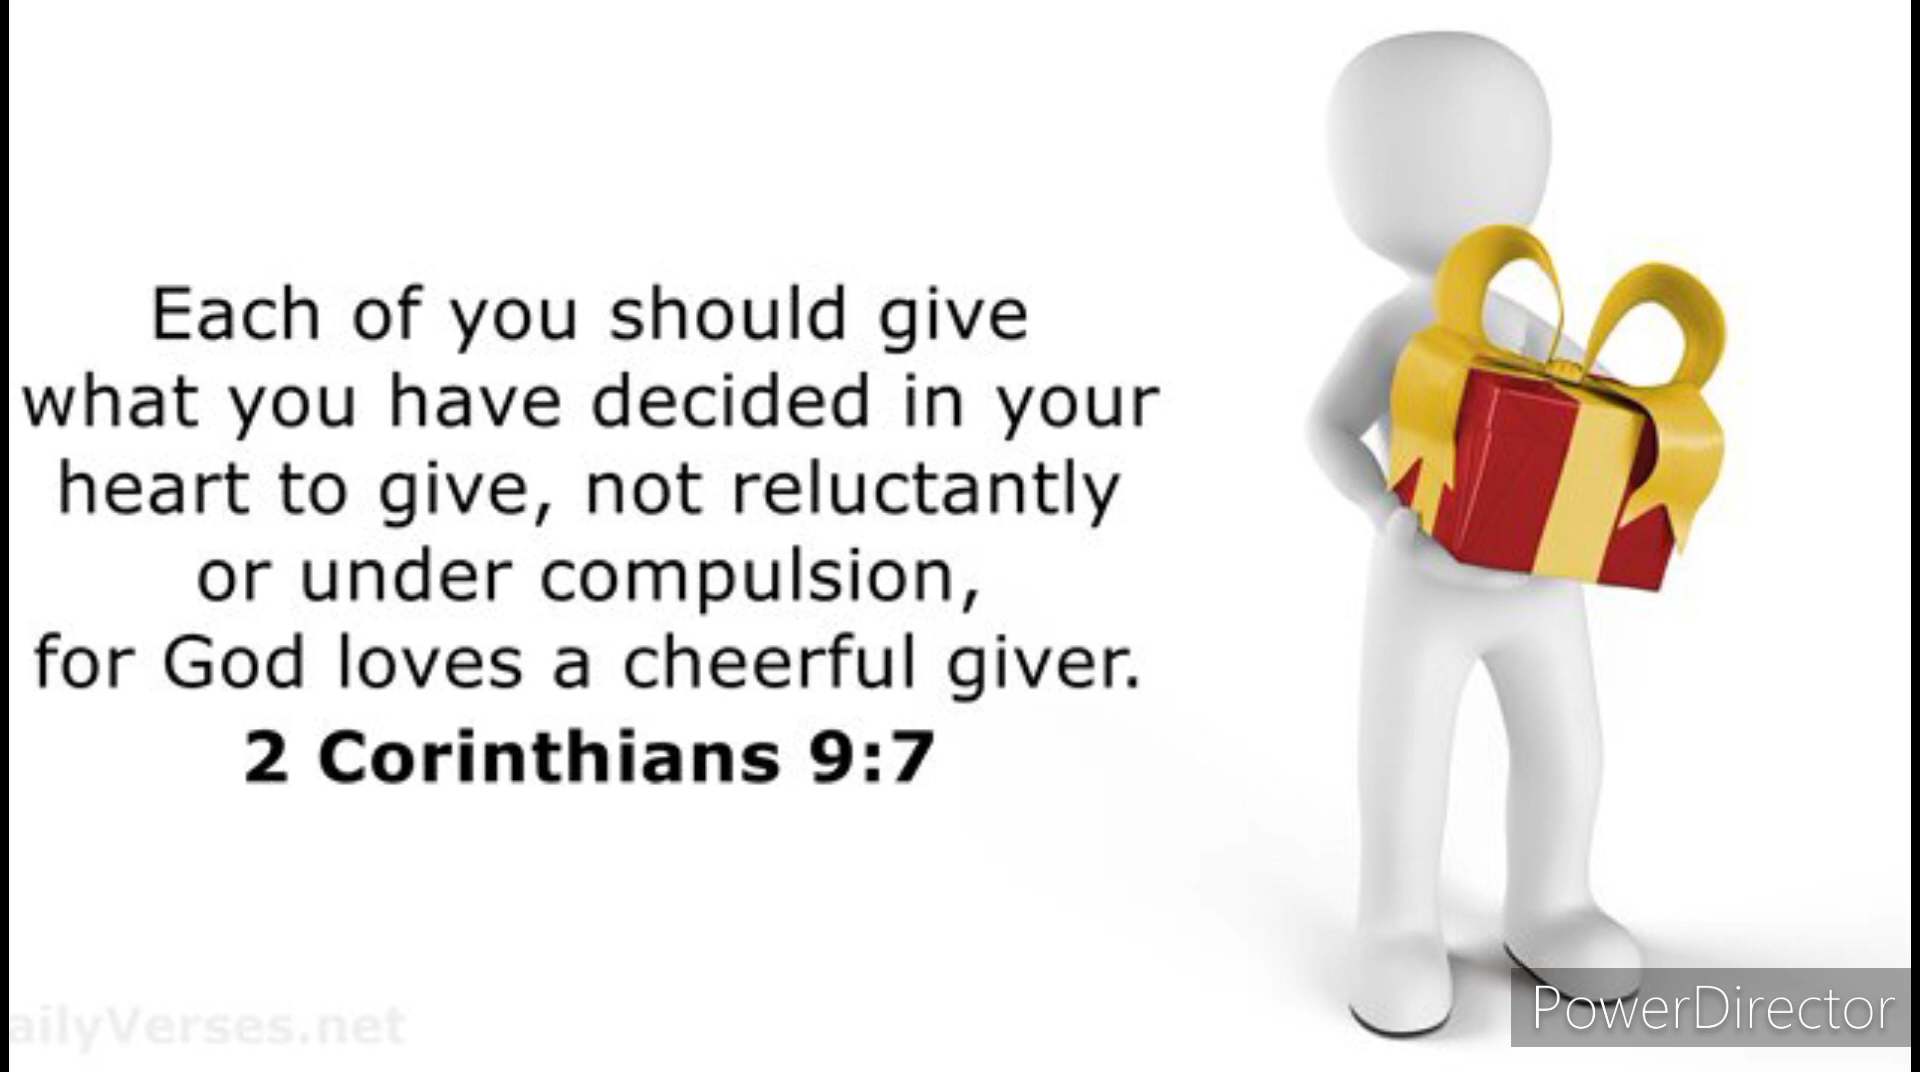 Each of you should give
what you have decided in your
heart to give, not reluctantly
or under compulsion,
for God loves a cheerful giver.
2 Corinthians 9:7
ailyVerses.net
PowerDirector